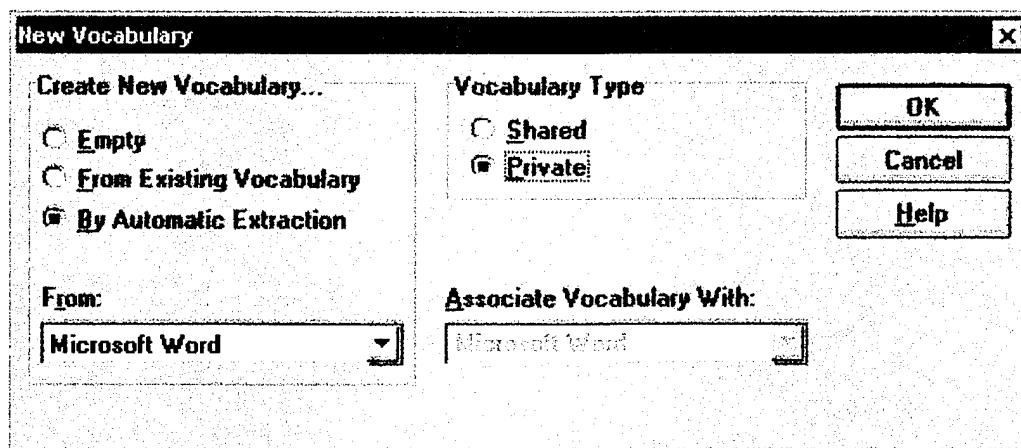 New Vocabulary
Create New Vocabulary...
Empty
From Existing Vocabulary
By Automatic Extraction
From:
Microsoft Word
Vocabulary Type
Shared
Private
Associate Vocabulary With:
Microsoft Word
OK
Cancel
Help